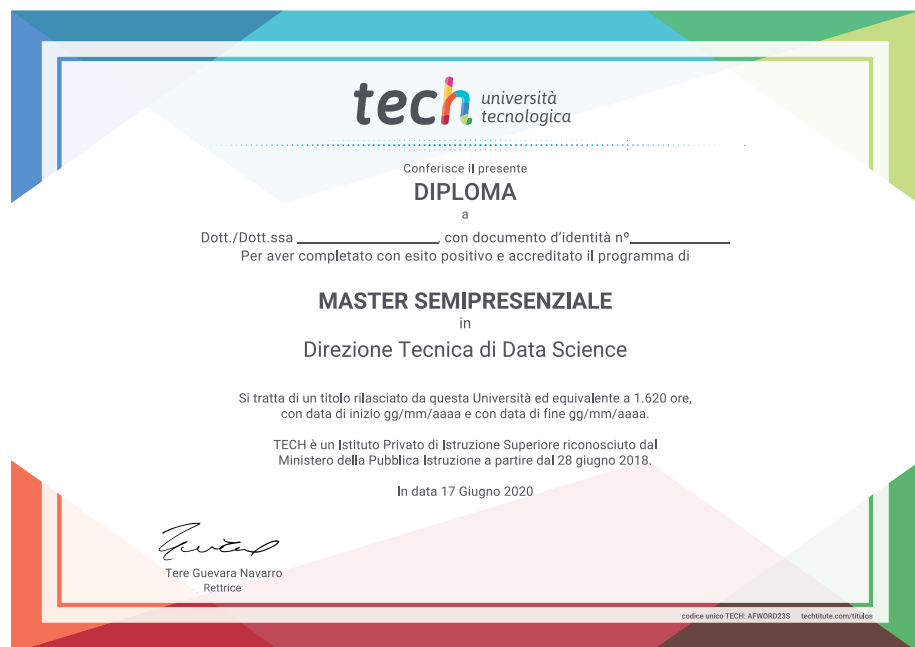 tech università
tecnologica
Conferisce il presente
DIPLOMA
a
Dott./Dott.ssa ____________, con documento d'identità nº____________
Per aver completato con esito positivo e accreditato il programma di
MASTER SEMIPRESENZIALE
in
Direzione Tecnica di Data Science
Si tratta di un titolo rilasciato da questa Università ed equivalente a 1.620 ore,
con data di inizio gg/mm/aaaa e con data di fine gg/mm/aaaa.
TECH è un Istituto Privato di Istruzione Superiore riconosciuto dal
Ministero della Pubblica Istruzione a partire dal 28 giugno 2018.
In data 17 Giugno 2020
Tere Guevara Navarro
Rettrice
codice unico TECH: AFWORD23S techtitute.com/títulos